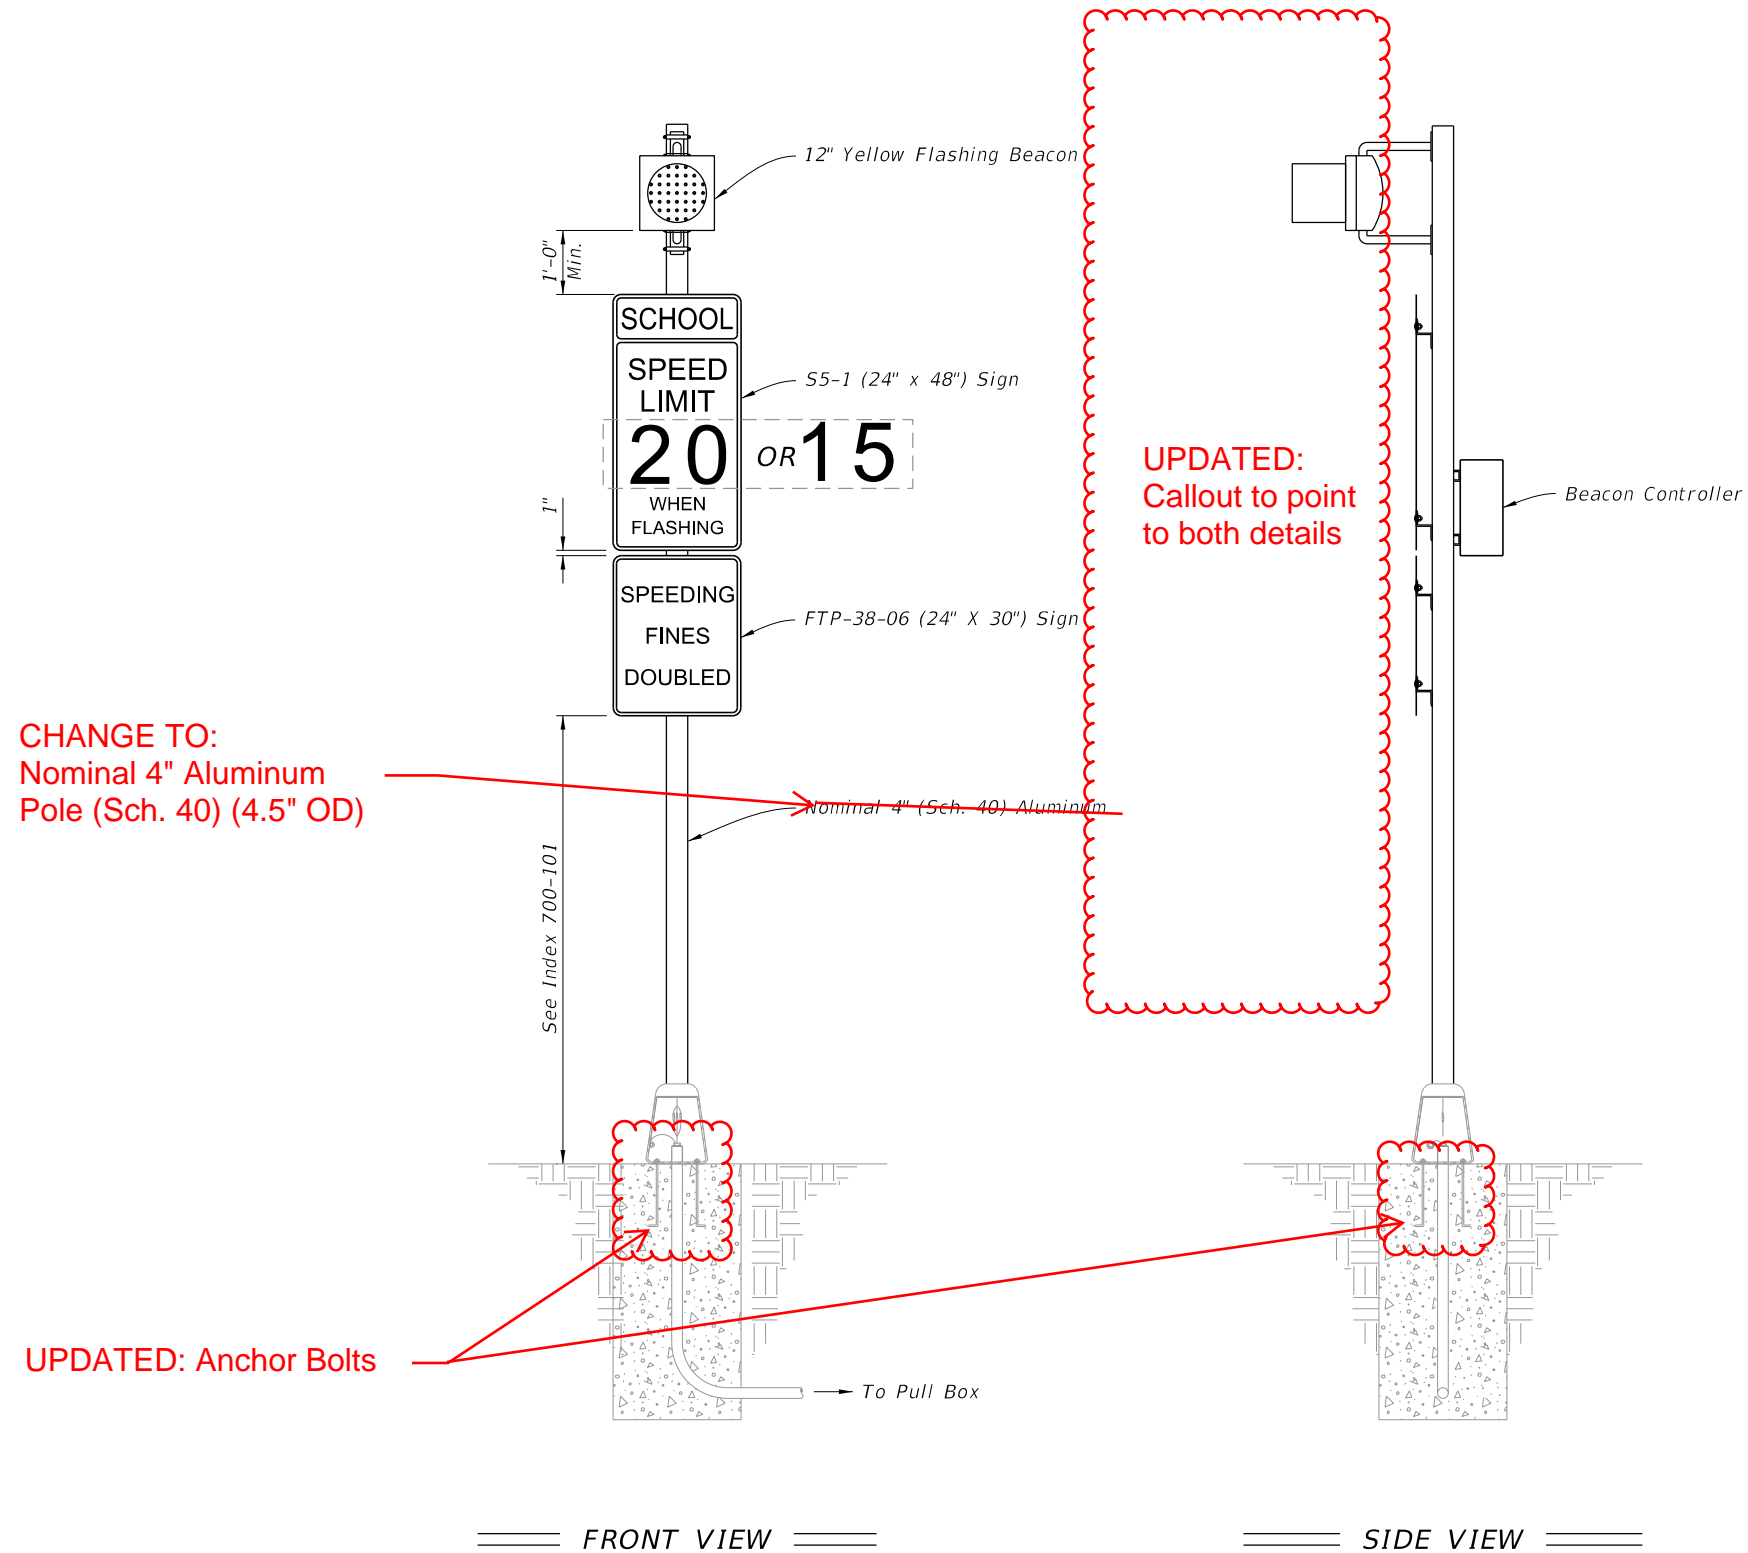 12" Yellow Flashing Beacon
1'-0"
Min.
SCHOOL
SPEED
LIMIT
20 OR 15
WHEN
FLASHING
S5-1 (24" x 48") Sign
1"
UPDATED:
Callout to point
to both details
Beacon Controller
SPEEDING
FINES
DOUBLED
FTP-38-06 (24" X 30") Sign
CHANGE TO:
Nominal 4" Aluminum
Pole (Sch. 40) (4.5" OD)
Nominal 4" (Sch. 40) Aluminum
See Index 700-101
UPDATED: Anchor Bolts
To Pull Box
FRONT VIEW
SIDE VIEW